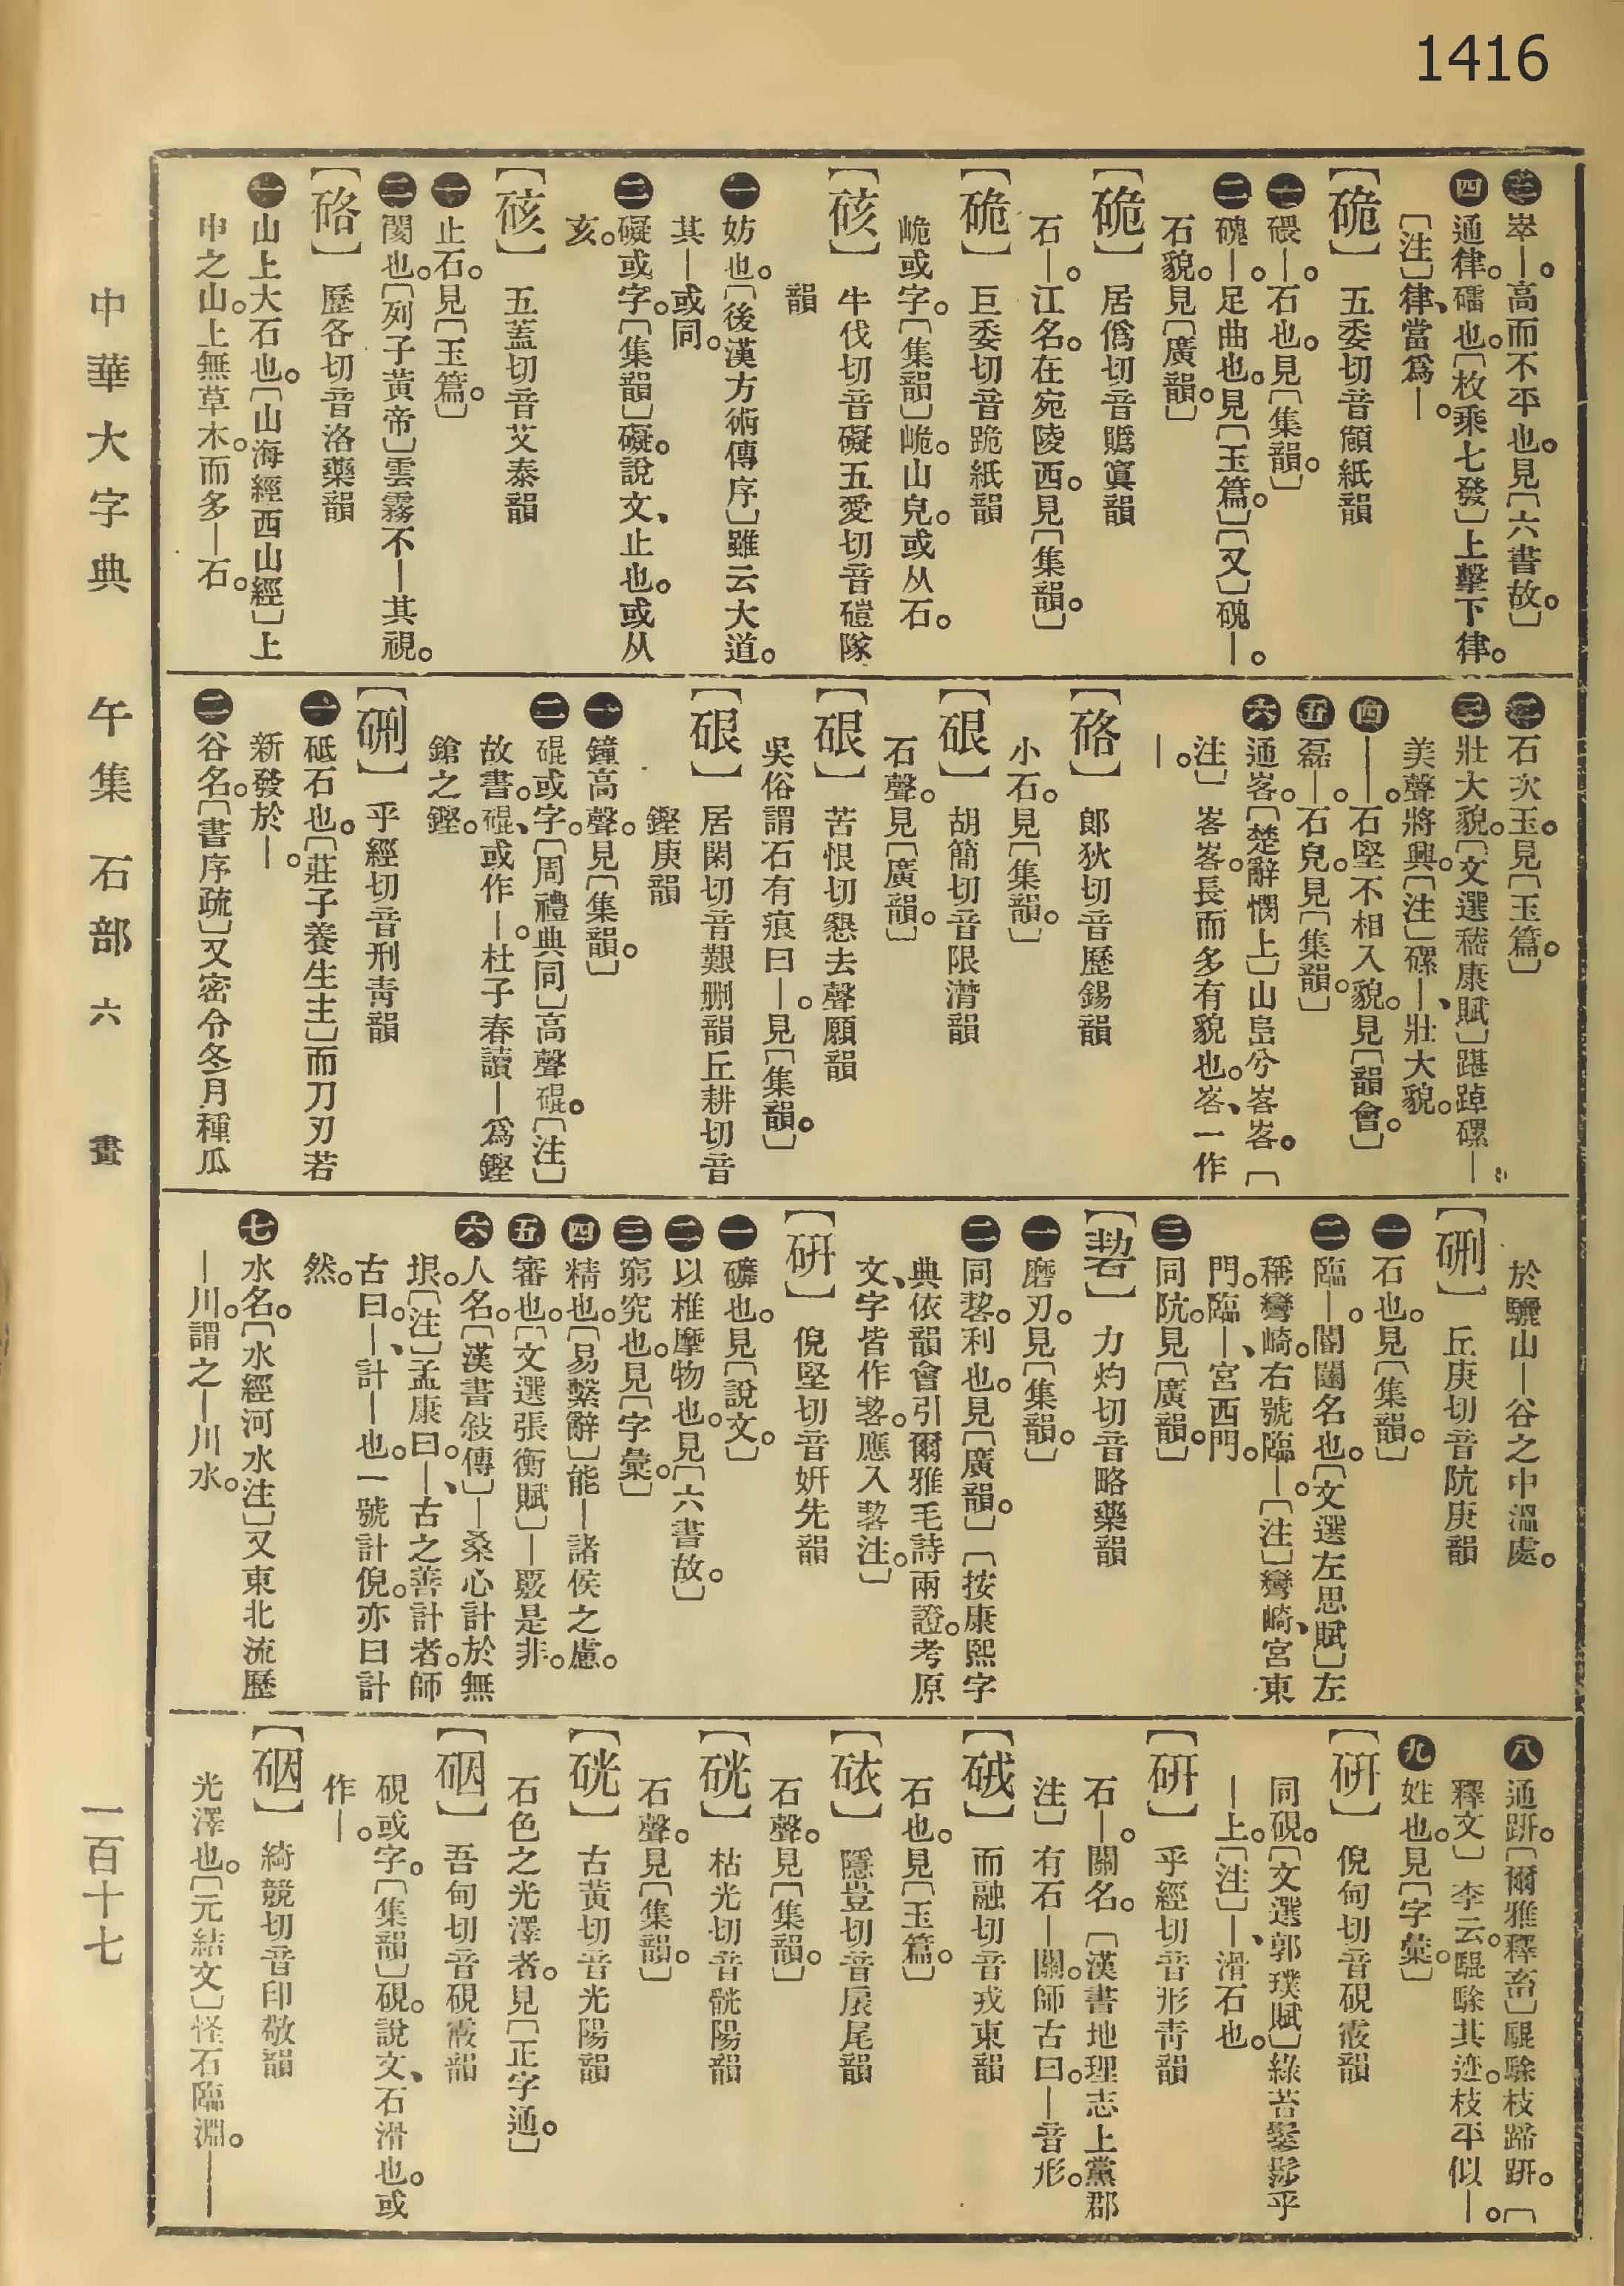 1416
中華大字典 午集 石部 六畫 一百十七
㊂崒｜。高而不平也。見〔六書故。〕
㊃通律。礌也。〔枚乘七發〕上擊下律。
〔注〕律、當爲｜。
【硊】 五委切音頠紙韻
㊀碨｜。石也。見〔集韻。〕
㊁磈｜。足曲也。見〔玉篇。〕〔又〕磈｜。
石貌。見〔廣韻。〕
【硊】 居僞切音賵寘韻
石｜。江名。在宛陵西。見〔集韻。〕
【硊】 巨委切音跪紙韻
峗或字。〔集韻〕峗。山皃。或从石。
【硋】 牛伐切音礙五愛切音磑隊
韻
㊀妨也。〔後漢方術傳序〕雖云大道。
其｜或同。
㊁礙或字。〔集韻〕礙。說文、止也。或从
亥。
【硋】 五蓋切音艾泰韻
㊀止石。見〔玉篇。〕
㊁閡也。〔列子黃帝〕雲霧不｜其視。
【硌】 歷各切音洛藥韻
㊀山上大石也。〔山海經西山經〕上
申之山。上無草木。而多｜石。
㊁石次玉。見〔玉篇。〕
㊂壯大貌。〔文選嵇康賦〕踸踔磥｜。
美聲將興。〔注〕磥｜、壯大貌。
㊃｜｜。石堅不相入貌。見〔韻會。〕
㊄磊｜。石皃。見〔集韻。〕
㊅通峉。〔楚辭憫上〕山峊兮峉峉。〔
注〕峉峉。長而多有貌也。峉、一作
｜。
【硌】 郎狄切音歷錫韻
小石。見〔集韻。〕
【硍】 胡簡切音限潸韻
石聲。見〔廣韻。〕
【硍】 苦恨切懇去聲願韻
吳俗謂石有痕曰｜。見〔集韻。〕
【硍】 居閑切音艱删韻丘耕切音
鏗庚韻
㊀鐘高聲。見〔集韻。〕
㊁硍或字。〔周禮典同〕高聲硍。〔注〕
故書。硍、或作｜。杜子春讀｜爲鏗
鎗之鏗。
【硎】 乎經切音刑靑韻
㊀砥石也。〔莊子養生主〕而刀刃若
新發於｜。
㊁谷名。〔書序疏〕又密令冬月種瓜
於驪山｜谷之中溫處。
【硎】 丘庚切音阬庚韻
㊀石也。見〔集韻。〕
㊁臨｜。閶闔名也。〔文選左思賦〕左
稱彎崎。右號臨｜。〔注〕彎崎、宮東
門。臨｜、宮西門。
㊂同阬。見〔廣韻。〕
【硩】 力灼切音略藥韻
㊀磨刃。見〔集韻。〕
㊁同䂮。利也。見〔廣韻。〕〔按康熙字
典依韻會引爾雅毛詩兩證。考原
文、字皆作䂮。應入䂮注。〕
【硏】 倪堅切音姸先韻
㊀䃺也。見〔說文。〕
㊁以椎摩物也。見〔六書故。〕
㊂窮究也。見〔字彙。〕
㊃精也。〔易繫辭〕能｜諸侯之慮。
㊄審也。〔文選張衡賦〕｜覈是非。
㊅人名。〔漢書敍傳〕｜桑心計於無
垠。〔注〕孟康曰。｜、古之善計者。師
古曰。｜、計｜也。一號計倪。亦曰計
然。
㊆水名。〔水經河水注〕又東北流歷
｜川。謂之｜川水。
㊇通趼。〔爾雅釋畜〕騉駼枝蹄趼。〔
釋文〕李云。騉駼其迹。枝平似｜。
㊈姓也。見〔字彙。〕
【硏】 倪甸切音硯霰韻
同硯。〔文選郭璞賦〕綠苔鬖髿乎
｜上。〔注〕｜、滑石也。
【硏】 乎經切音形靑韻
石｜。關名。〔漢書地理志上黨郡
注〕有石｜關。師古曰。｜音形。
【硪】 而融切音戎東韻
石也。見〔玉篇。〕
【𥑴】 隱豈切音扆尾韻
石聲。見〔集韻。〕
【硄】 枯光切音骯陽韻
石聲。見〔集韻。〕
【硄】 古黃切音光陽韻
石色之光澤者。見〔正字通。〕
【硱】 吾甸切音硯霰韻
硯或字。〔集韻〕硯。說文、石滑也。或
作｜。
【硱】 綺競切音印敬韻
光澤也。〔元結文〕怪石臨淵。｜｜